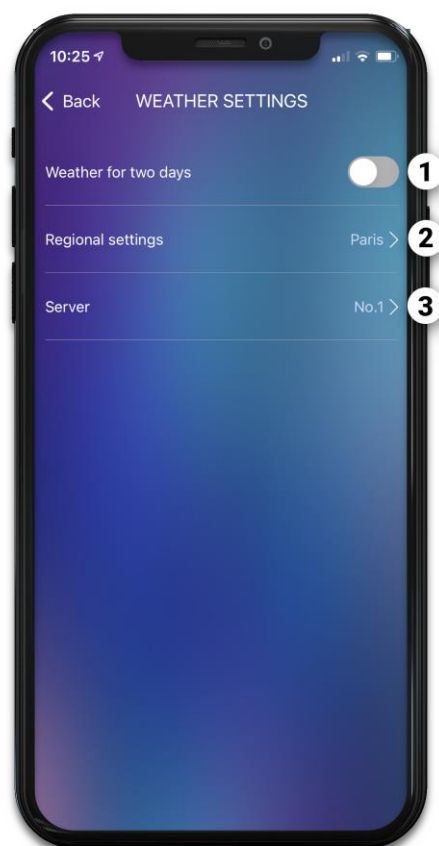 10:25
Back WEATHER SETTINGS
Weather for two days 1
Regional settings Paris 2
Server No.1 3